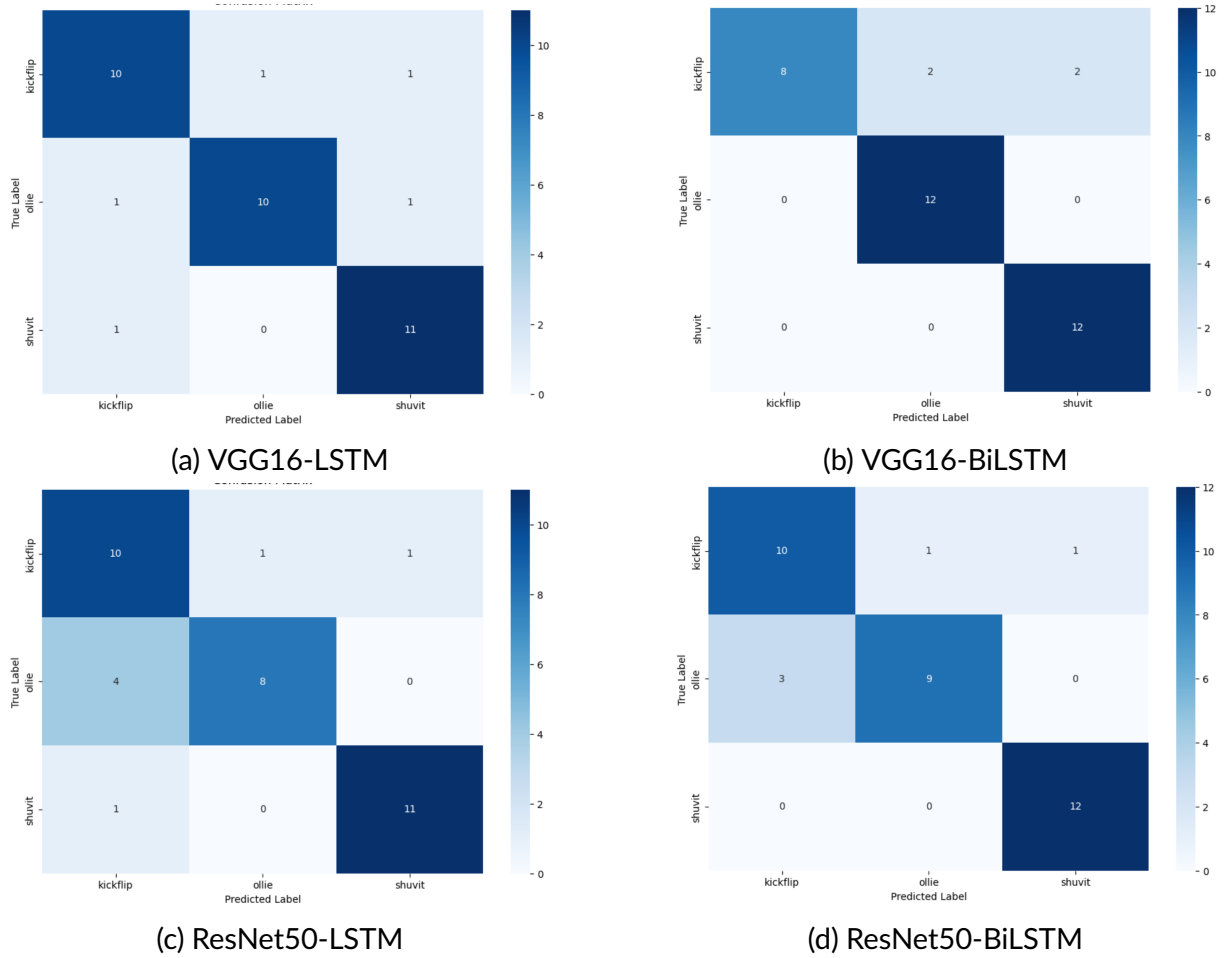 10 1 1
1 10 1
1 0 11
kickflip
ollie
shuvit
True Label
kickflip ollie shuvit
Predicted Label
10
8
6
4
2
0
(a) VGG16-LSTM
8 2 2
0 12 0
0 0 12
kickflip
ollie
shuvit
True Label
kickflip ollie shuvit
Predicted Label
12
10
8
6
4
2
0
(b) VGG16-BiLSTM
10 1 1
4 8 0
1 0 11
kickflip
ollie
shuvit
True Label
kickflip ollie shuvit
Predicted Label
10
8
6
4
2
0
(c) ResNet50-LSTM
10 1 1
3 9 0
0 0 12
kickflip
ollie
shuvit
True Label
kickflip ollie shuvit
Predicted Label
12
10
8
6
4
2
0
(d) ResNet50-BiLSTM